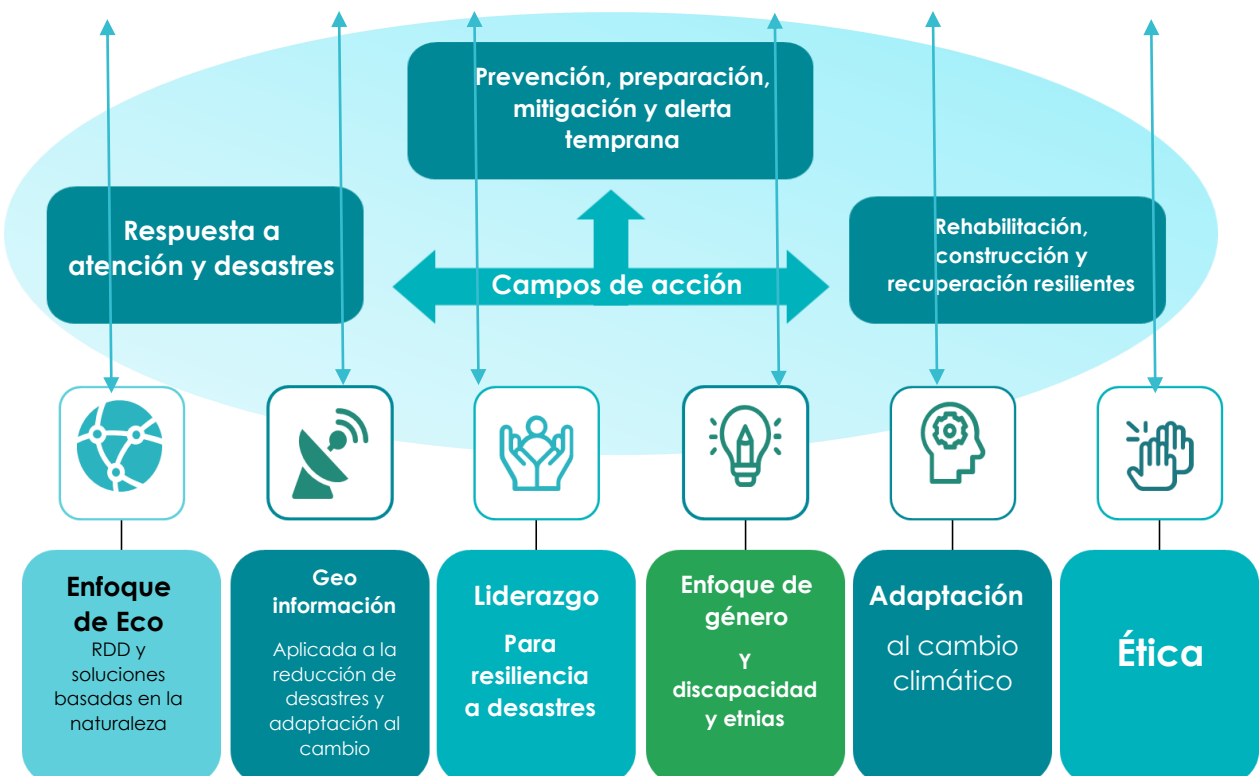 Prevención, preparación,
mitigación y alerta
temprana
Respuesta a
atención y desastres
Campos de acción
Rehabilitación,
construcción y
recuperación resilientes
Enfoque
de Eco
RDD y
soluciones
basadas en la
naturaleza
Geo
información
Aplicada a la
reducción de
desastres y
adaptación al
cambio
Liderazgo
Para
resiliencia
a desastres
Enfoque de
género
Y
discapacidad
y etnias
Adaptación
al cambio
climático
Ética